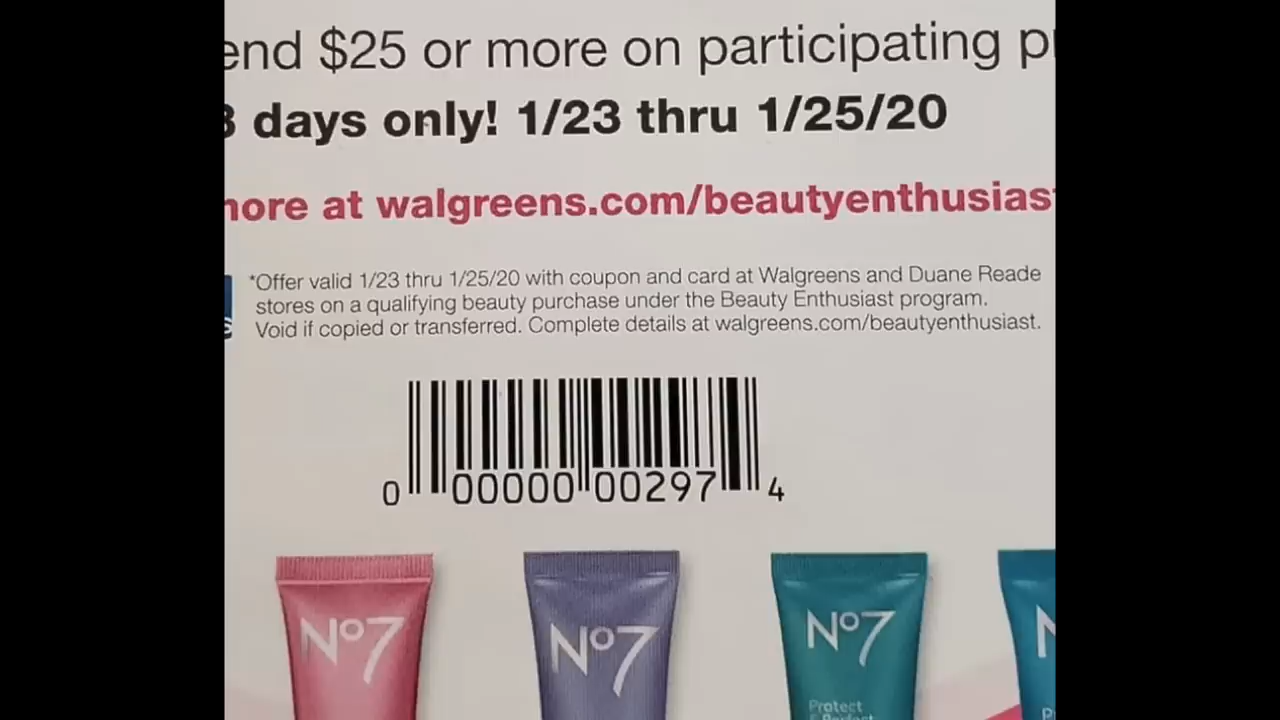 end $25 or more on participating
days only! 1/23 thru 1/25/20
more at walgreens.com/beautyenthusiast
*Offer valid 1/23 thru 1/25/20 with coupon and card at Walgreens and Duane Reade
stores on a qualifying beauty purchase under the Beauty Enthusiast program.
Void if copied or transferred. Complete details at walgreens.com/beautyenthusiast.
0 00000 00297 4
No7 No7 No7
Protect